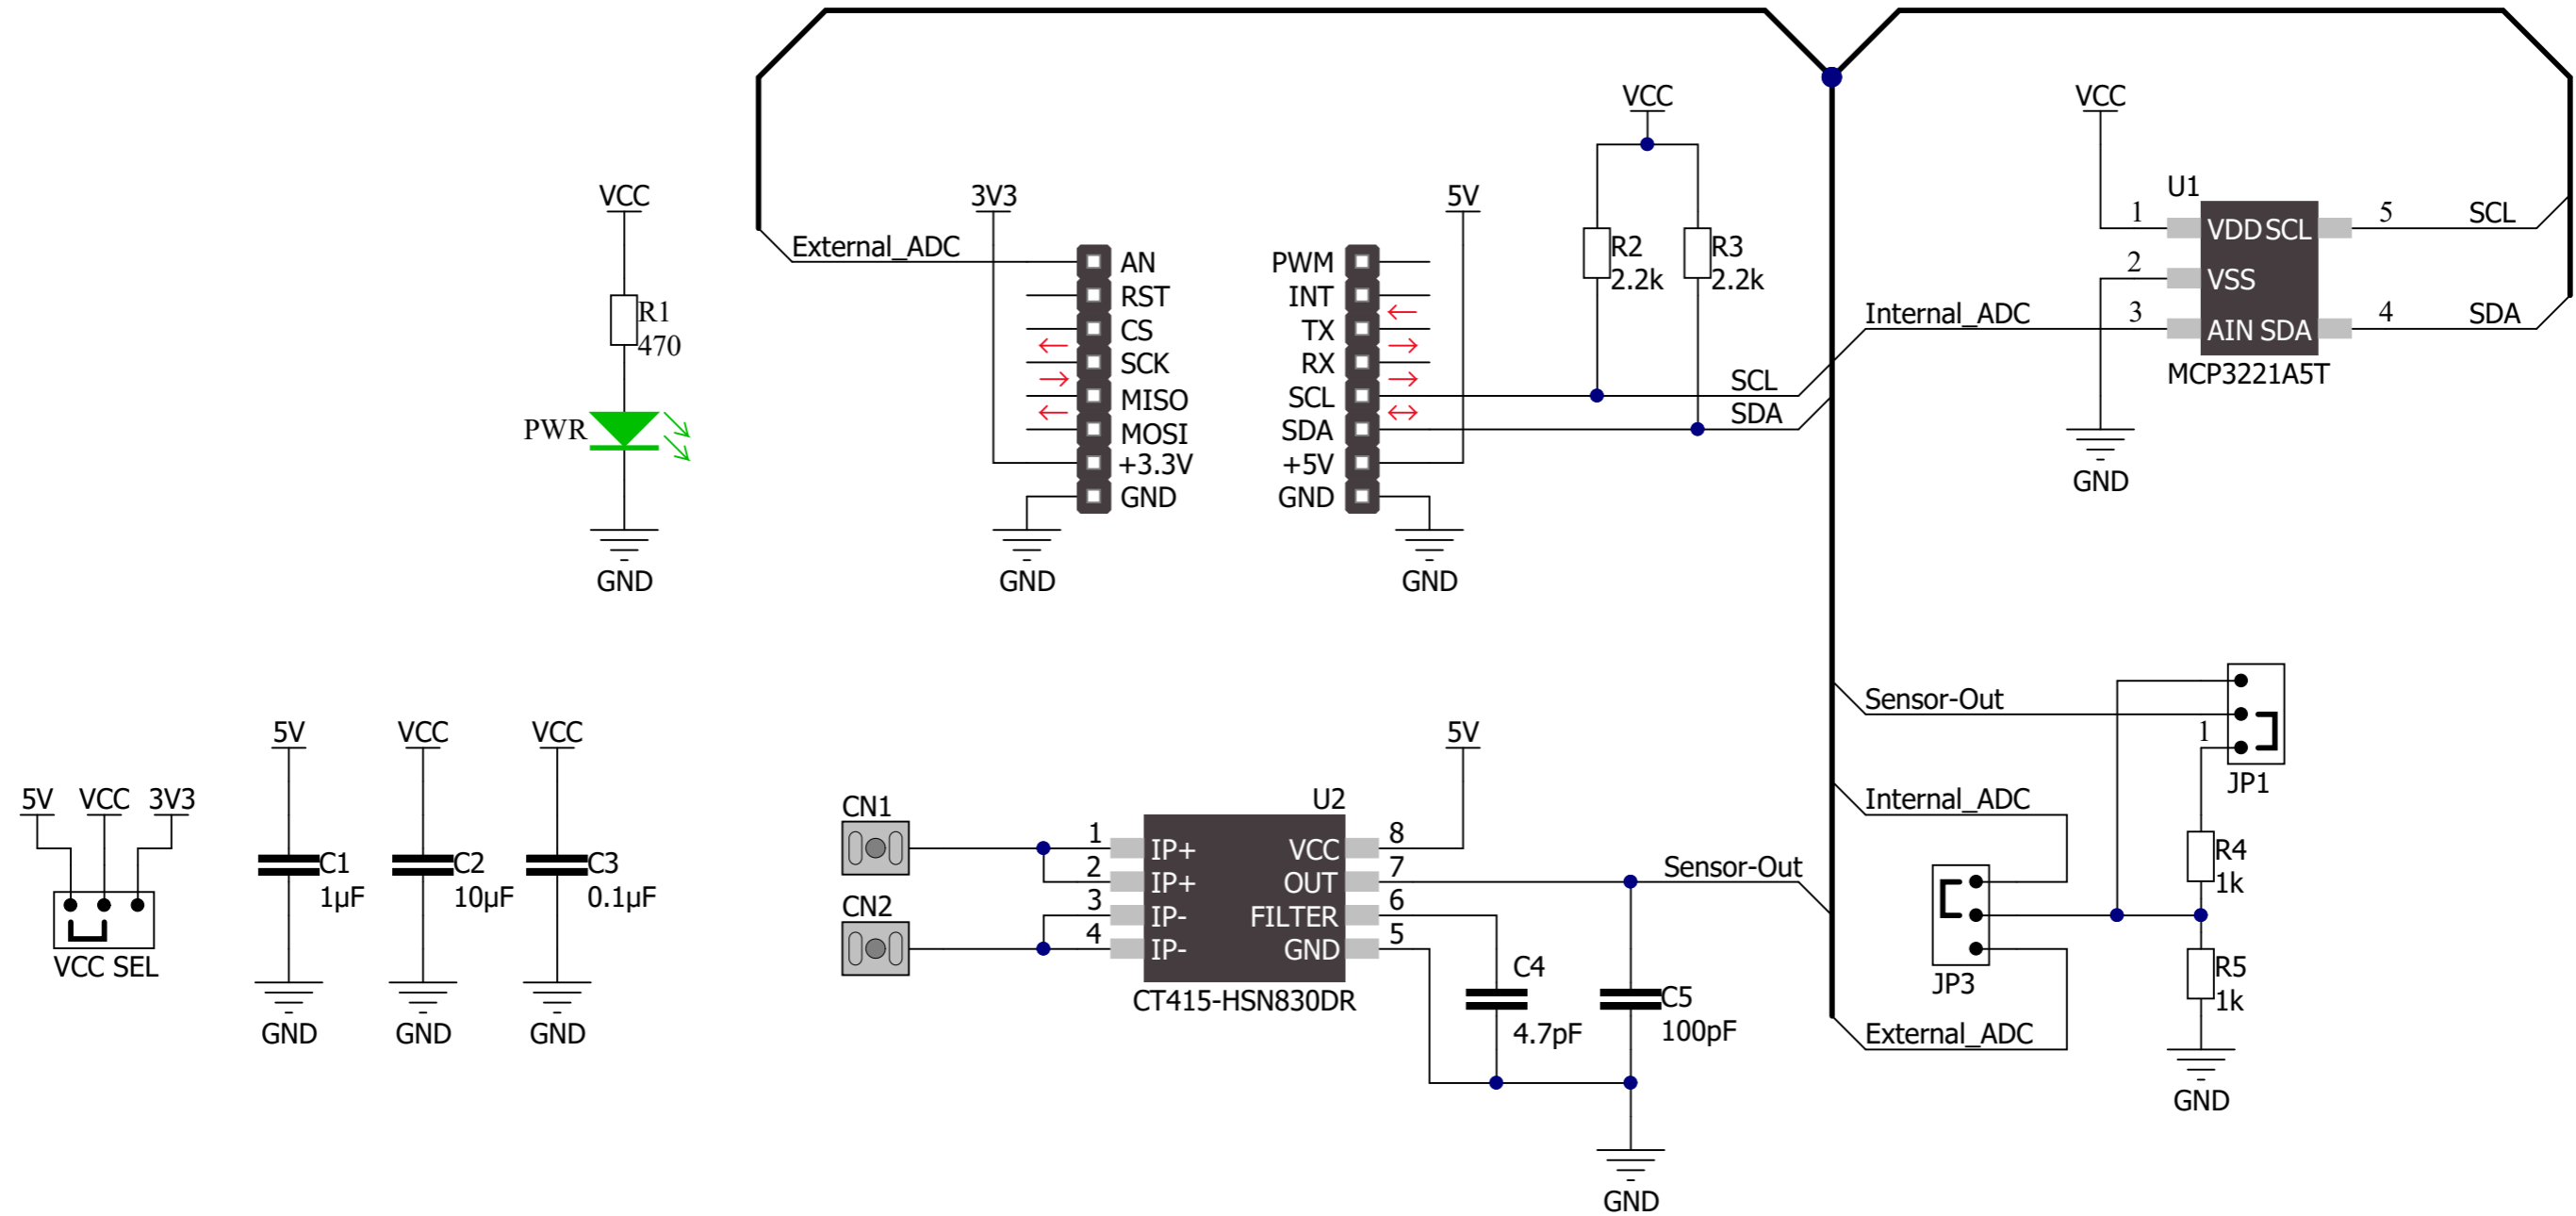 VCC
R1
470
PWR
GND
External_ADC
3V3
AN
RST
CS
SCK
MISO
MOSI
+3.3V
GND
GND
5V
PWM
INT
TX
RX
SCL
SDA
+5V
GND
GND
VCC
R2
2.2k
R3
2.2k
SCL
SDA
VCC
U1
1
2
3
VDD SCL
VSS
AIN SDA
5
SCL
4
SDA
MCP3221A5T
Internal_ADC
GND
5V
VCC
3V3
VCC SEL
5V
C1
1µF
GND
VCC
C2
10µF
GND
VCC
C3
0.1µF
GND
CN1
CN2
U2
1
2
3
4
IP+
IP+
IP-
IP-
VCC
OUT
FILTER
GND
8
7
6
5
CT415-HSN830DR
5V
Sensor-Out
C4
4.7pF
C5
100pF
GND
Sensor-Out
1
JP1
Internal_ADC
R4
1k
JP3
R5
1k
External_ADC
GND